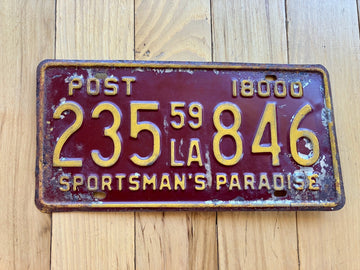 POST 18000
235 59 LA 846
SPORTSMAN'S PARADISE